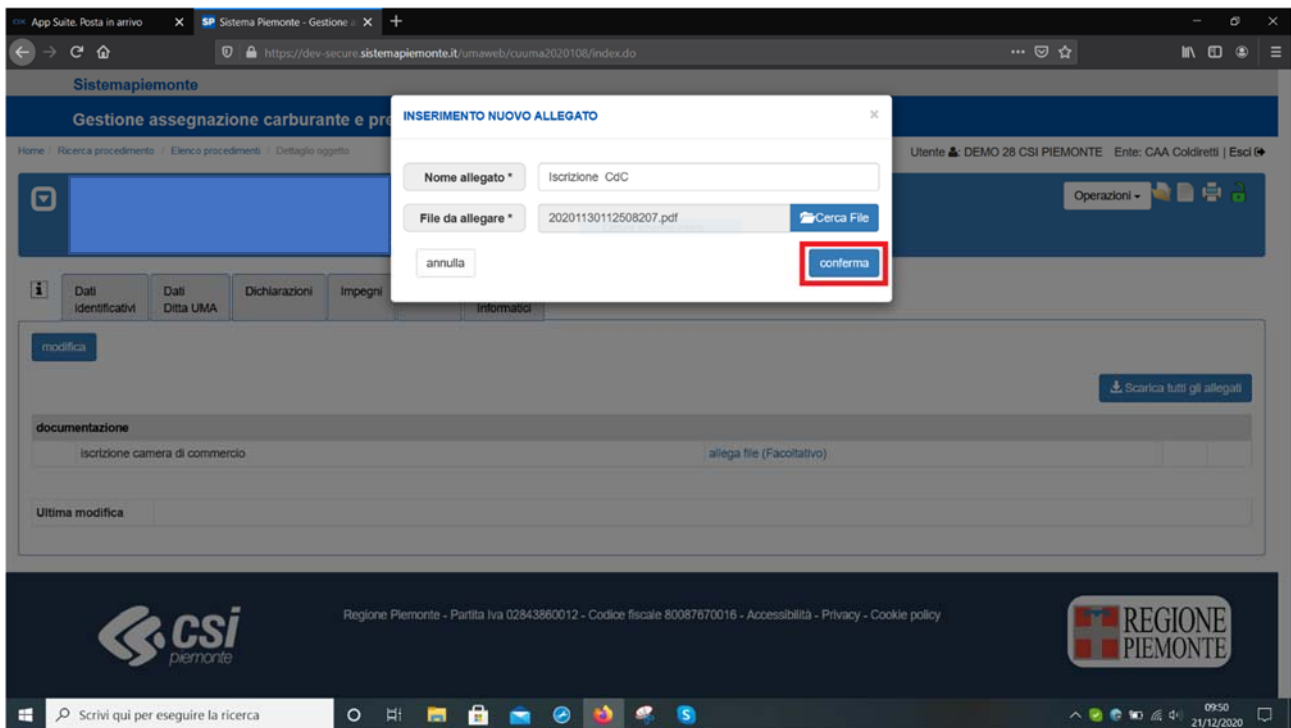 App Suite. Posta in arrivo
SP Sistema Piemonte - Gestione a
https://dev-secure.sistemapiemonte.it/umaweb/cuuma2020108/index.do
Sistemapiemonte
Gestione assegnazione carburante e pre
Home / Ricerca procedimento / Elenco procedimenti / Dettaglio oggetto
Utente : DEMO 28 CSI PIEMONTE Ente: CAA Coldiretti | Esci
INSERIMENTO NUOVO ALLEGATO ×
Nome allegato * Iscrizione CdC
File da allegare * 20201130112508207.pdf Cerca File
annulla conferma
Operazioni
i Dati identificativi
Dati Ditta UMA
Dichiarazioni
Impegni
informatici
modifica
Scarica tutti gli allegati
documentazione
iscrizione camera di commercio allega file (Facoltativo)
Ultima modifica
csi piemonte
Regione Piemonte - Partita Iva 02843860012 - Codice fiscale 80087670016 - Accessibilità - Privacy - Cookie policy
REGIONE PIEMONTE
Scrivi qui per eseguire la ricerca
09:50
21/12/2020